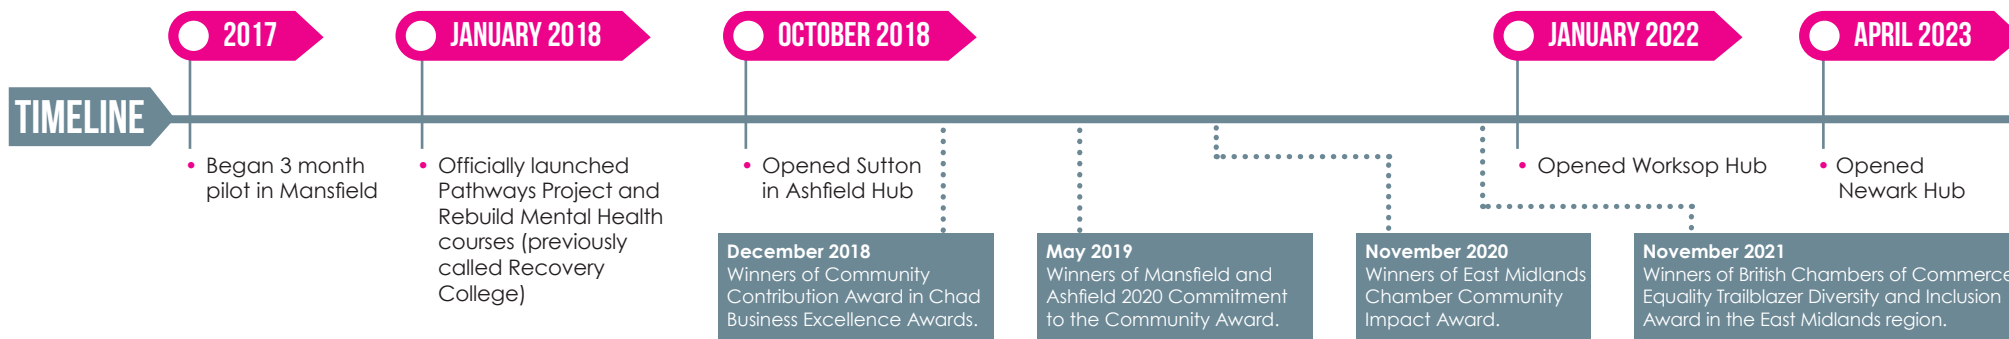 2017
JANUARY 2018
OCTOBER 2018
JANUARY 2022
APRIL 2023
TIMELINE
• Began 3 month
pilot in Mansfield
• Officially launched
Pathways Project and
Rebuild Mental Health
courses (previously
called Recovery
College)
• Opened Sutton
in Ashfield Hub
• Opened Worksop Hub
• Opened
Newark Hub
December 2018
Winners of Community
Contribution Award in Chad
Business Excellence Awards.
May 2019
Winners of Mansfield and
Ashfield 2020 Commitment
to the Community Award.
November 2020
Winners of East Midlands
Chamber Community
Impact Award.
November 2021
Winners of British Chambers of Commerce
Equality Trailblazer Diversity and Inclusion
Award in the East Midlands region.